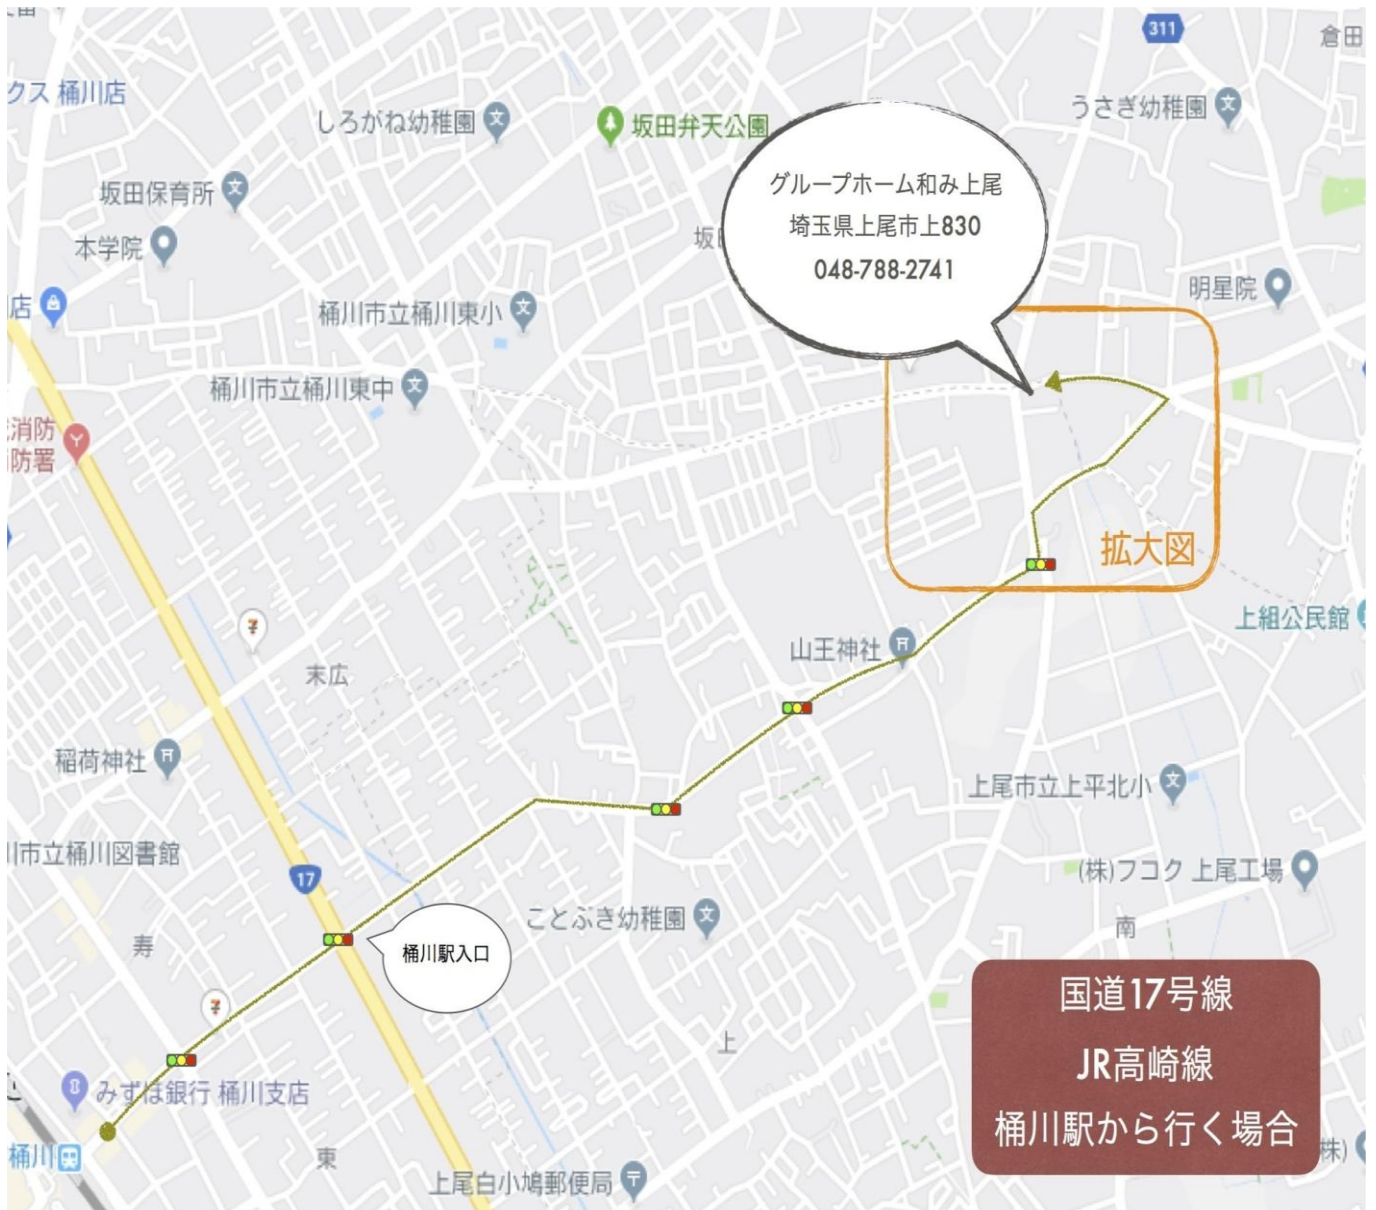 311
倉田
クス 桶川店
しろがね幼稚園
坂田弁天公園
うさぎ幼稚園
坂田保育所
本学院
グループホーム和み上尾
埼玉県上尾市上830
048-788-2741
坂
明星院
店
桶川市立桶川東小
桶川市立桶川東中
消防
防署
拡大図
上組公民館
山王神社
末広
稲荷神社
上尾市立上平北小
川市立桶川図書館
17
(株)フコク 上尾工場
ことぶき幼稚園
南
寿
桶川駅入口
国道17号線
JR高崎線
桶川駅から行く場合
上
みずほ銀行 桶川支店
桶川
東
上尾白小鳩郵便局
株)